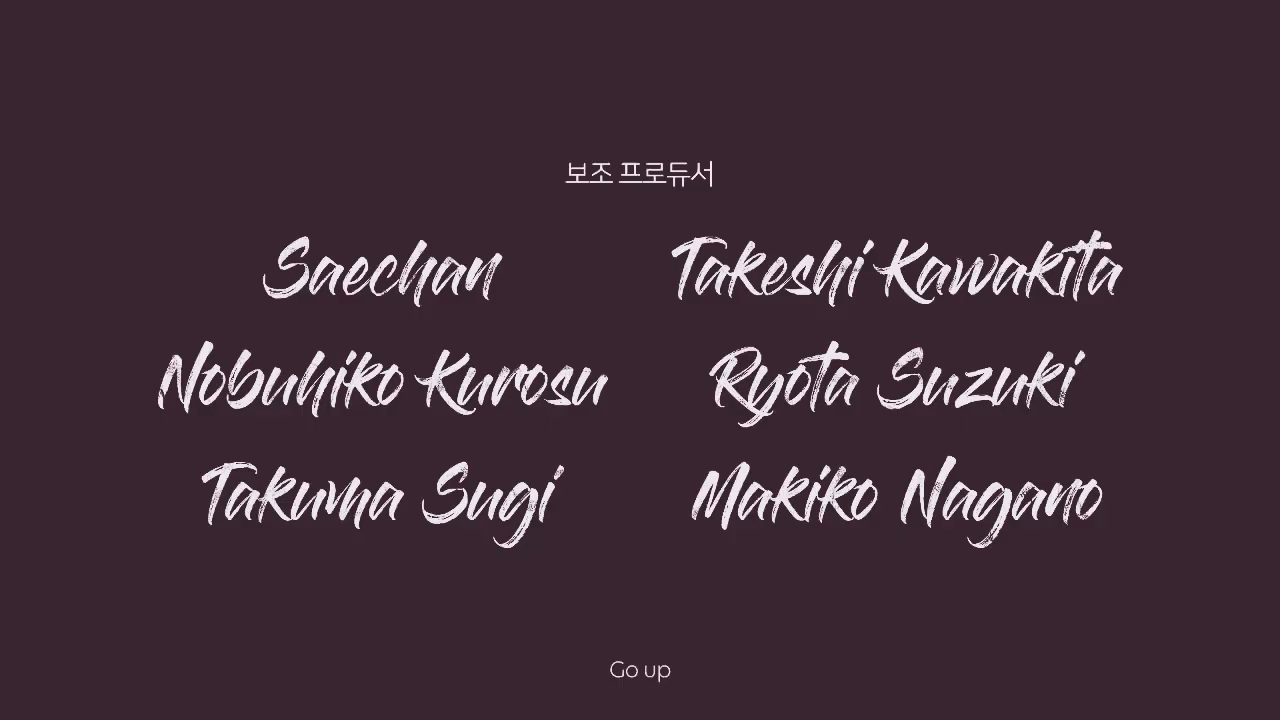 보조 프로듀서
Saechan Takeshi Kawakita
Nobuhiko Kurosu Ryota Suzuki
Takuma Sugi Makiko Nagano
Go up